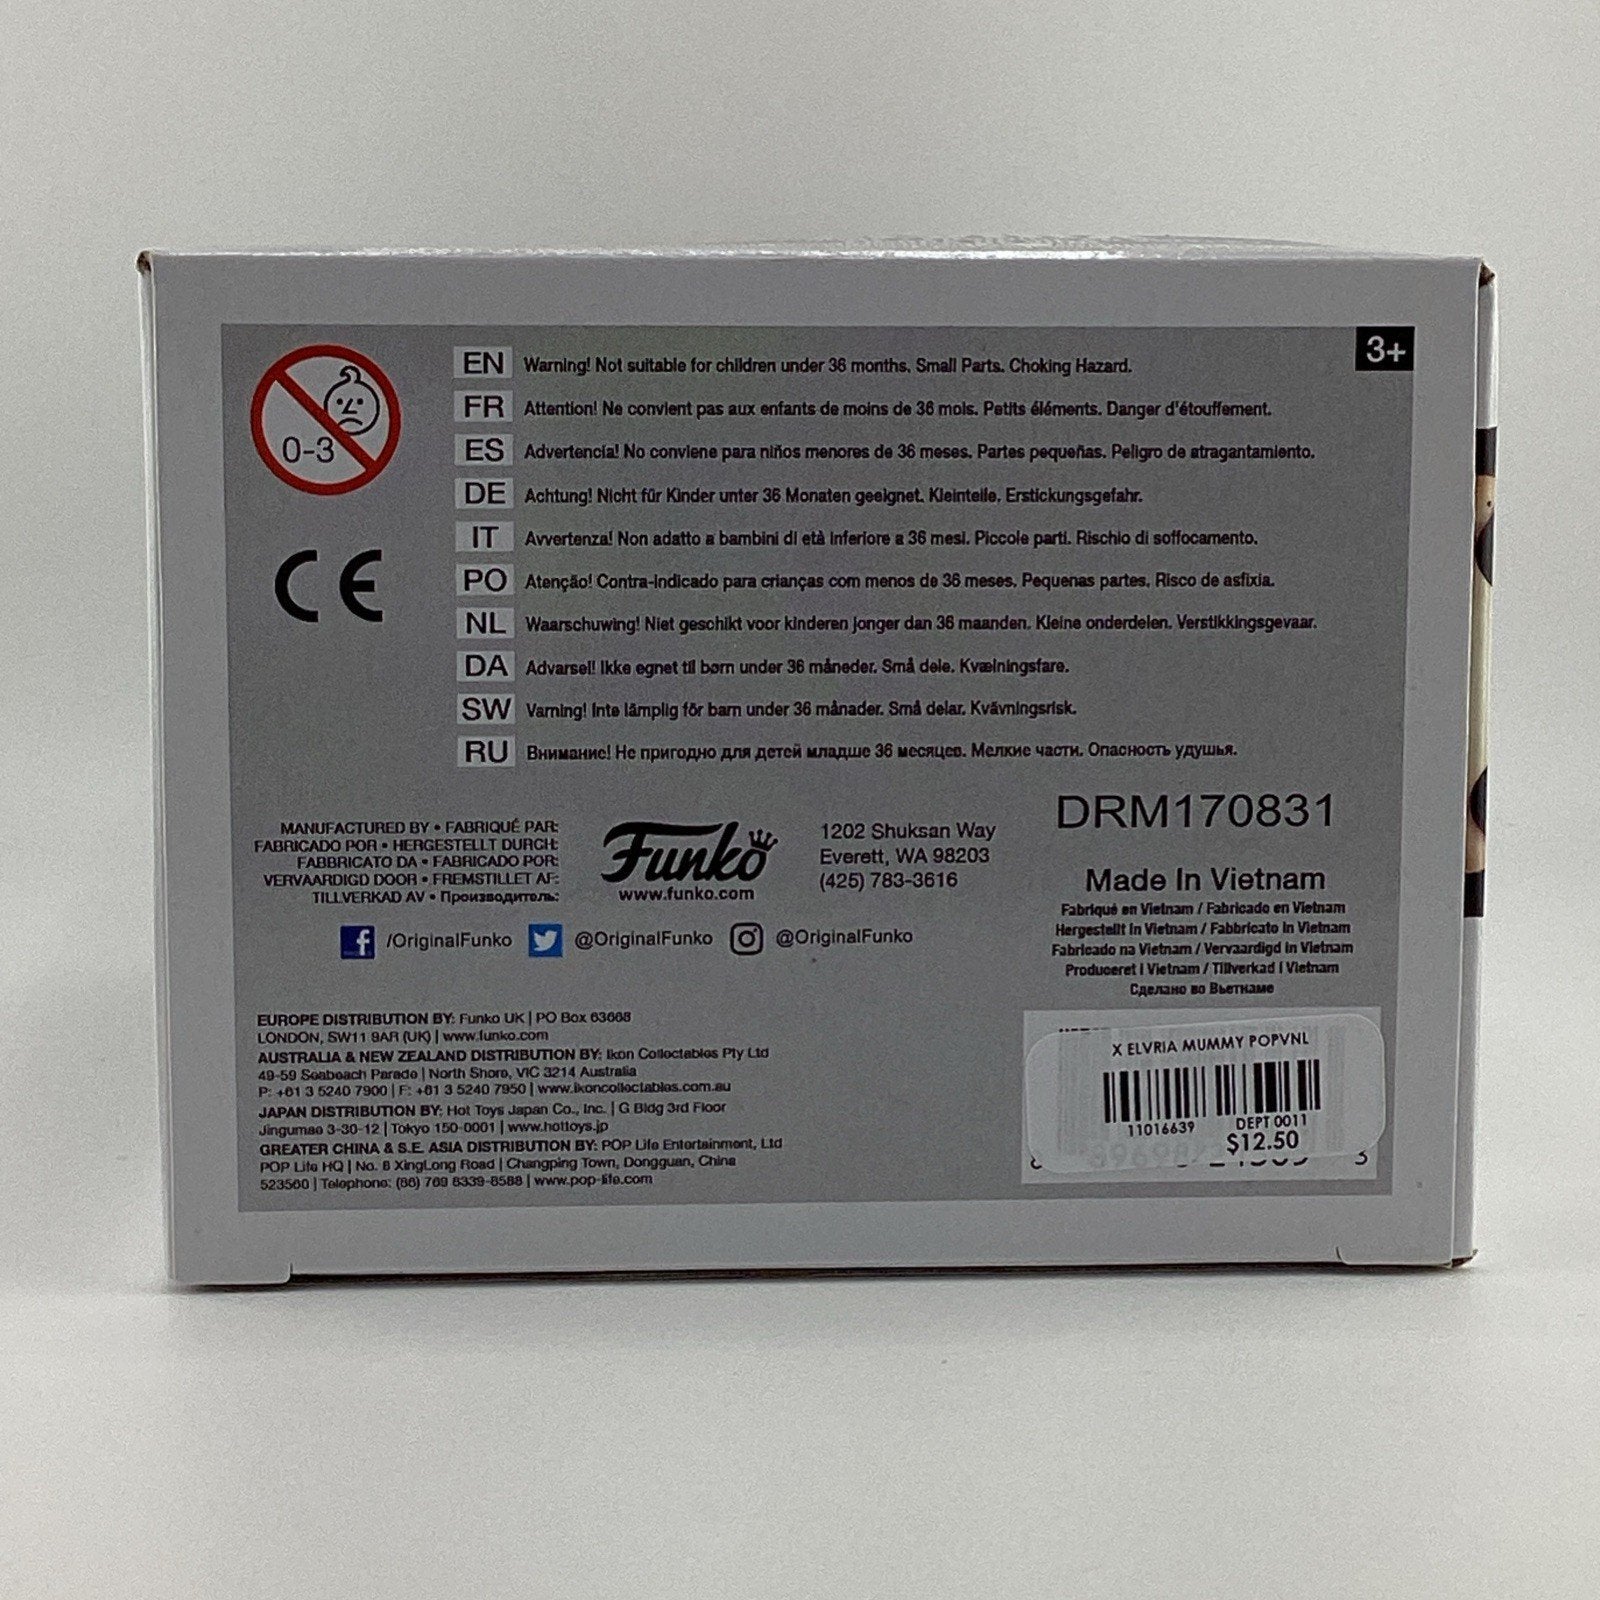 0-3
CE
3+
EN Warning! Not suitable for children under 36 months. Small Parts. Choking Hazard.
FR Attention! Ne convient pas aux enfants de moins de 36 mois. Petits éléments. Danger d'étouffement.
ES Advertencia! No conviene para niños menores de 36 meses. Partes pequeñas. Peligro de atragantamiento.
DE Achtung! Nicht für Kinder unter 36 Monaten geeignet. Kleinteile. Erstickungsgefahr.
IT Avvertenza! Non adatto a bambini di età inferiore a 36 mesi. Piccole parti. Rischio di soffocamento.
PO Atenção! Contra-indicado para crianças com menos de 36 meses. Pequenas partes. Risco de asfixia.
NL Waarschuwing! Niet geschikt voor kinderen jonger dan 36 maanden. Kleine onderdelen. Verstikkingsgevaar.
DA Advarsel! Ikke egnet til børn under 36 måneder. Små dele. Kvælningsfare.
SW Varning! Inte lämplig för barn under 36 månader. Små delar. Kvävningsrisk.
RU Внимание! Не пригодно для детей младше 36 месяцев. Мелкие части. Опасность удушья.
MANUFACTURED BY • FABRIQUÉ PAR:
FABRICADO POR • HERGESTELLT DURCH:
FABBRICATO DA • FABRICADO POR:
VERVAARDIGD DOOR • FREMSTILLET AF:
TILLVERKAD AV • Производитель:
Funko
www.funko.com
1202 Shuksan Way
Everett, WA 98203
(425) 783-3616
/OriginalFunko @OriginalFunko @OriginalFunko
DRM170831
Made In Vietnam
Fabriqué en Vietnam / Fabricado en Vietnam
Hergestellt in Vietnam / Fabbricato in Vietnam
Fabricado na Vietnam / Vervaardigd in Vietnam
Produceret i Vietnam / Tillverkad i Vietnam
Сделано во Вьетнаме
EUROPE DISTRIBUTION BY: Funko UK | PO Box 63668
LONDON, SW11 9AR (UK) | www.funko.com
AUSTRALIA & NEW ZEALAND DISTRIBUTION BY: Ikon Collectables Pty Ltd
49-59 Seabeach Parade | North Shore, VIC 3214 Australia
P: +61 3 5240 7900 | F: +61 3 5240 7950 | www.ikoncollectables.com.au
JAPAN DISTRIBUTION BY: Hot Toys Japan Co., Inc. | G Bldg 3rd Floor
Jingumae 3-30-12 | Tokyo 150-0001 | www.hottoys.jp
GREATER CHINA & S.E. ASIA DISTRIBUTION BY: POP Life Entertainment, Ltd
POP Life HQ | No. 8 XingLong Road | Changping Town, Dongguan, China
523560 | Telephone: (86) 769 8339-8588 | www.pop-life.com
X ELVRIA MUMMY POPVNL
11016639
DEPT 0011
$12.50
8
3